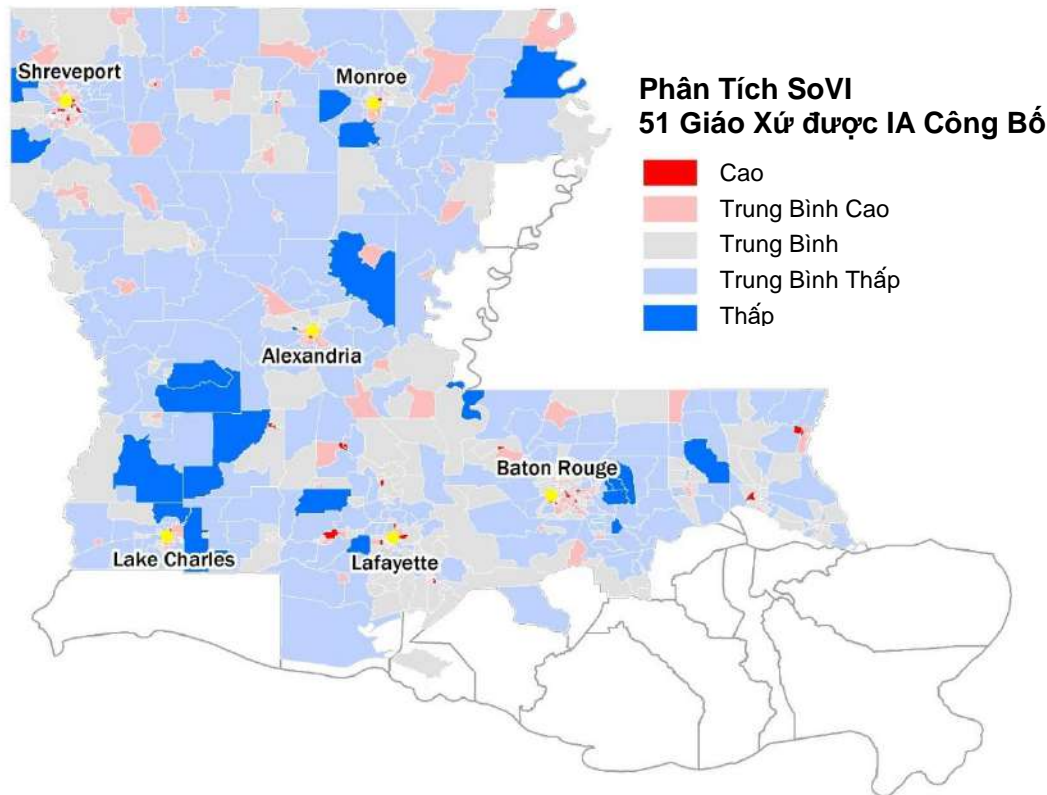 Shreveport
Monroe
Phân Tích SoVI
51 Giáo Xứ được IA Công Bố
Cao
Trung Bình Cao
Trung Bình
Trung Bình Thấp
Thấp
Alexandria
Baton Rouge
Lake Charles
Lafayette